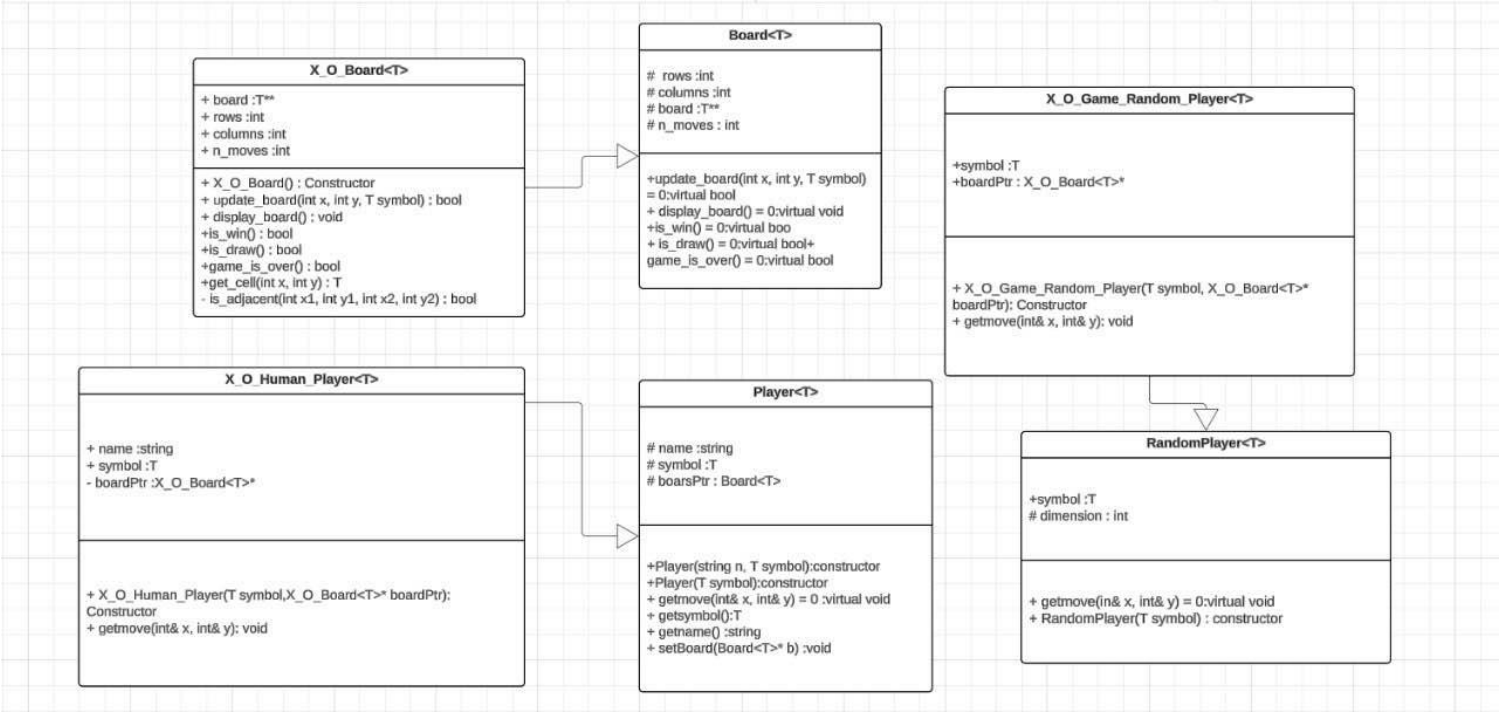 X_O_Board<T>
+ board :T**
+ rows :int
+ columns :int
+ n_moves :int
+ X_O_Board() : Constructor
+ update_board(int x, int y, T symbol) : bool
+ display_board() : void
+is_win() : bool
+is_draw() : bool
+game_is_over() : bool
+get_cell(int x, int y) : T
- is_adjacent(int x1, int y1, int x2, int y2) : bool
Board<T>
# rows :int
# columns :int
# board :T**
# n_moves : int
+update_board(int x, int y, T symbol)
= 0:virtual bool
+ display_board() = 0:virtual void
+is_win() = 0:virtual boo
+ is_draw() = 0:virtual bool+
game_is_over() = 0:virtual bool
X_O_Game_Random_Player<T>
+symbol :T
+boardPtr : X_O_Board<T>*
+ X_O_Game_Random_Player(T symbol, X_O_Board<T>*
boardPtr): Constructor
+ getmove(int& x, int& y): void
X_O_Human_Player<T>
+ name :string
+ symbol :T
- boardPtr :X_O_Board<T>*
+ X_O_Human_Player(T symbol,X_O_Board<T>* boardPtr):
Constructor
+ getmove(int& x, int& y): void
Player<T>
# name :string
# symbol :T
# boarsPtr : Board<T>
+Player(string n, T symbol):constructor
+Player(T symbol):constructor
+ getmove(int& x, int& y) = 0 :virtual void
+ getsymbol():T
+ getname() :string
+ setBoard(Board<T>* b) :void
RandomPlayer<T>
+symbol :T
# dimension : int
+ getmove(in& x, int& y) = 0:virtual void
+ RandomPlayer(T symbol) : constructor